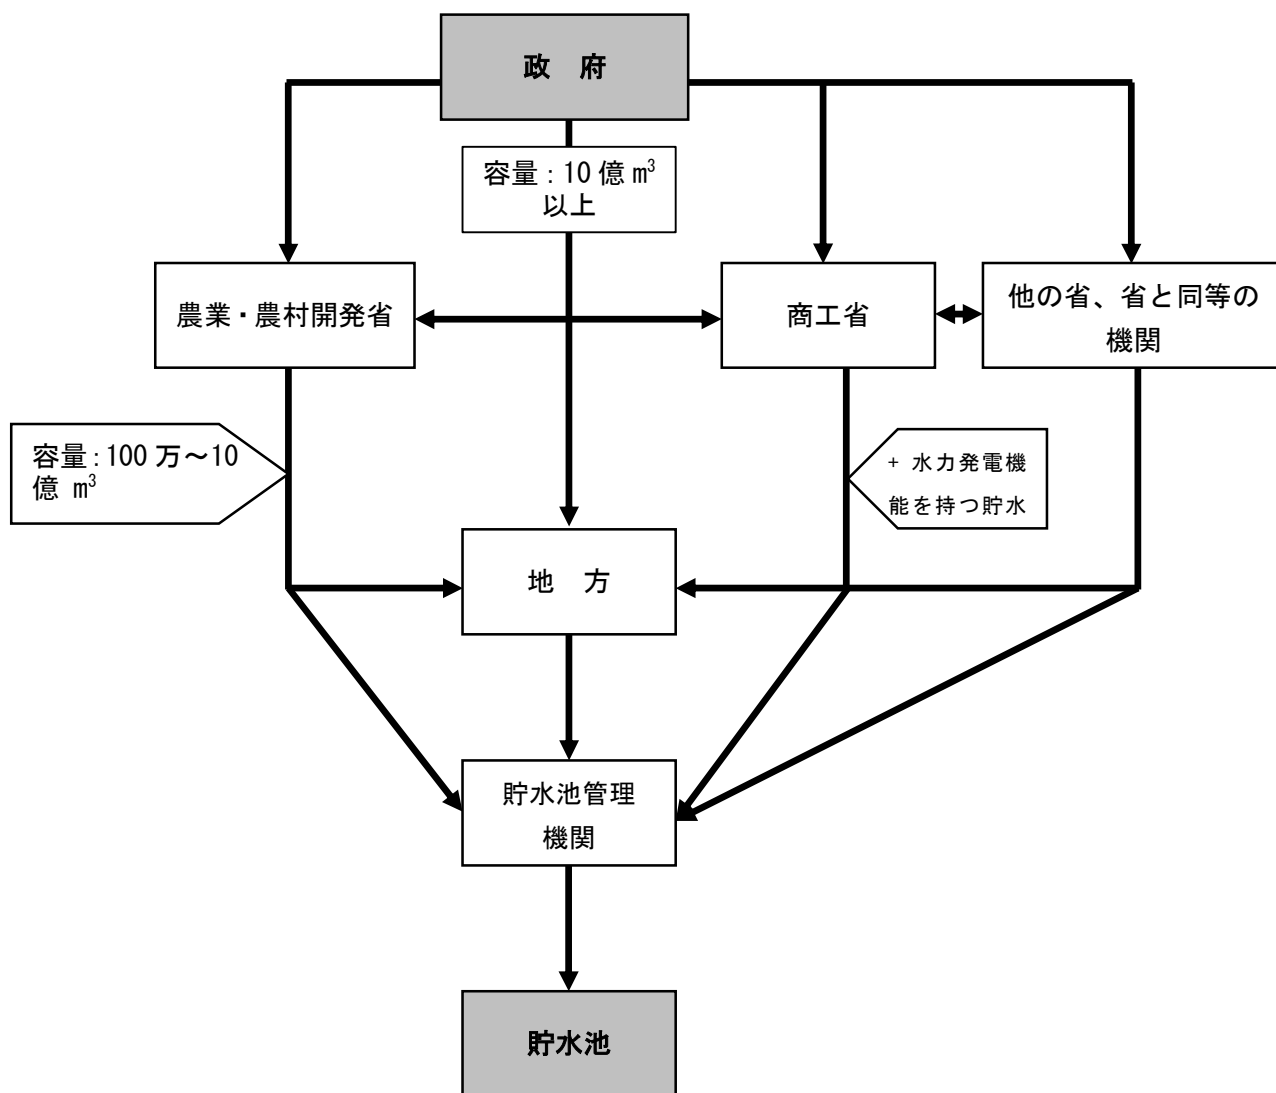 政　府
容量：10 億 m³
以上
農業・農村開発省
商工省
他の省、省と同等の
機関
容量：100 万～10
億 m³
+ 水力発電機
能を持つ貯水
地　方
貯水池管理
機関
貯水池